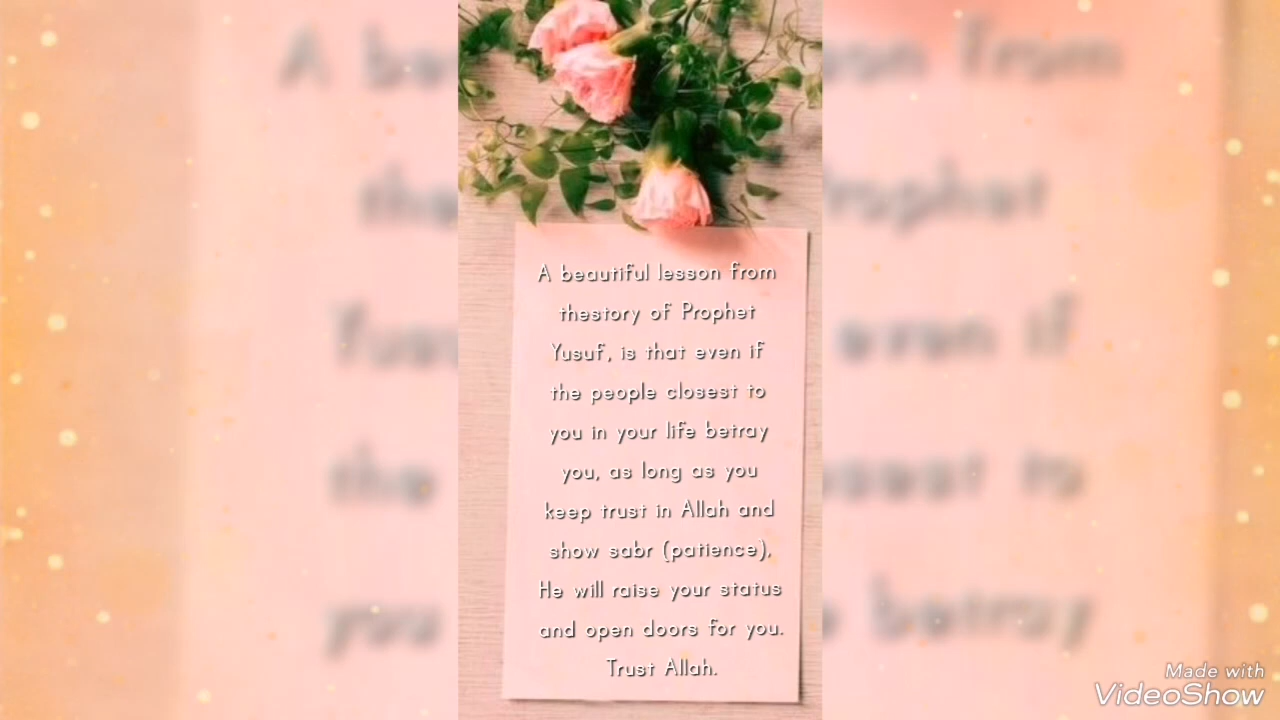 A beautiful lesson from
thestory of Prophet
Yusuf, is that even if
the people closest to
you in your life betray
you, as long as you
keep trust in Allah and
show sabr (patience),
He will raise your status
and open doors for you.
Trust Allah.
Made with
VideoShow